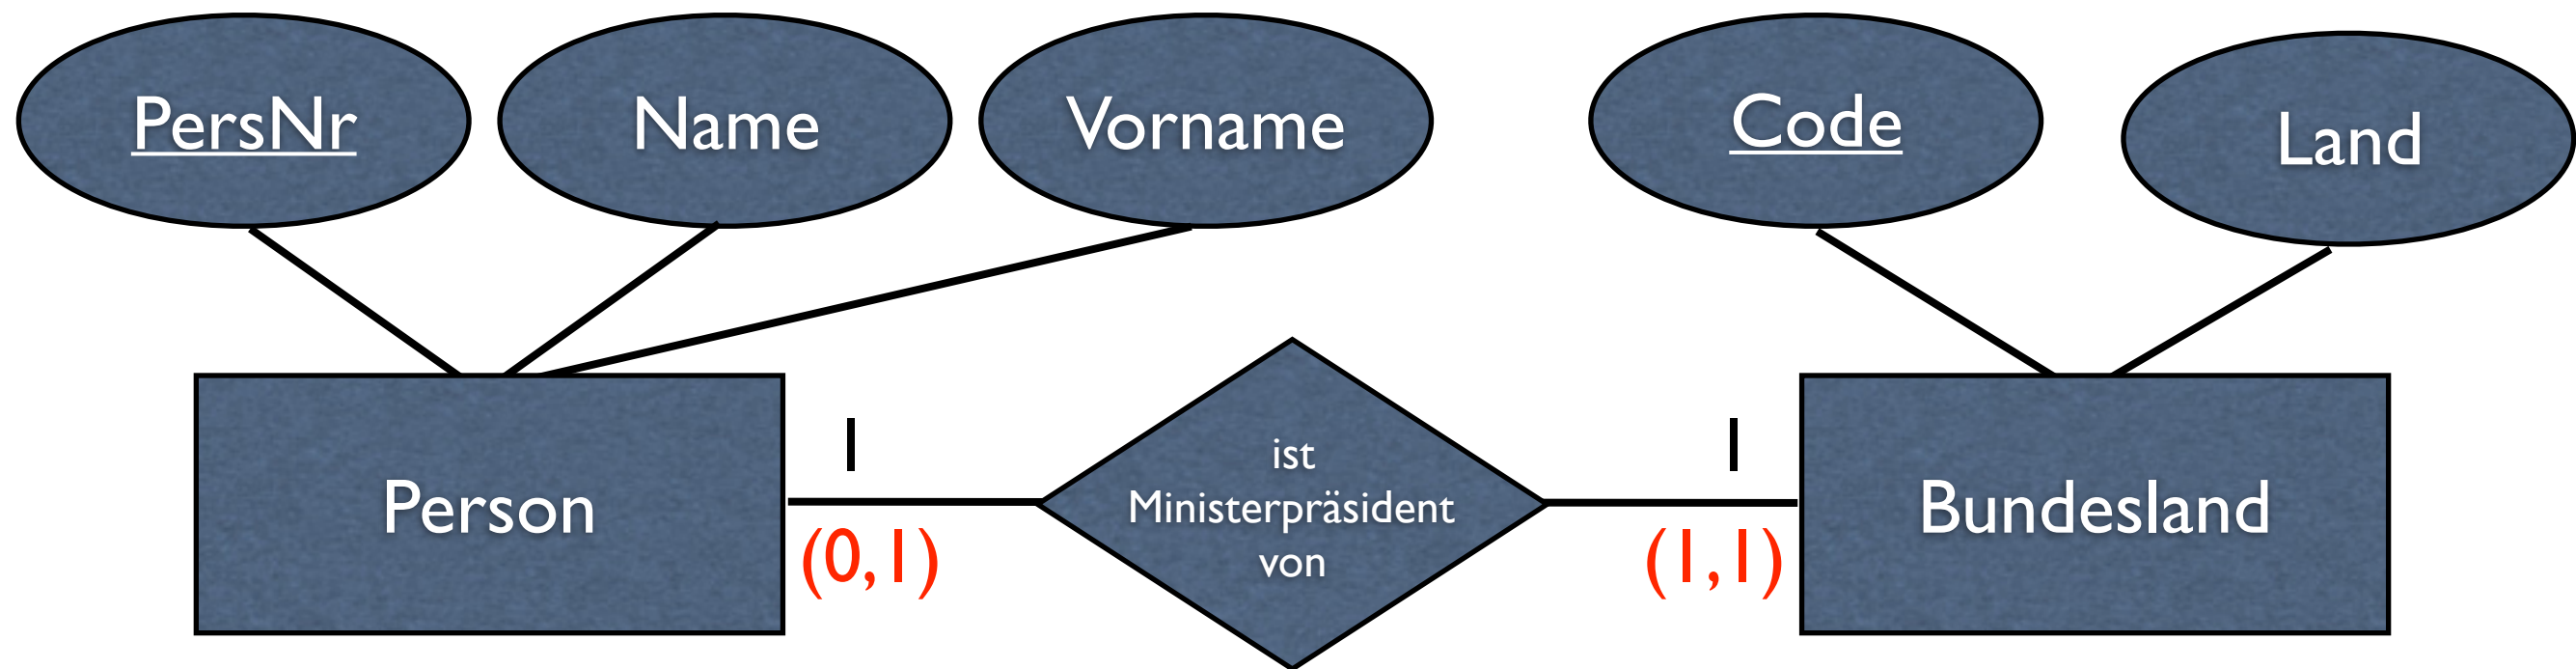 PersNr
Name
Vorname
Code
Land
Person
1
(0,1)
ist
Ministerpräsident
von
1
(1,1)
Bundesland